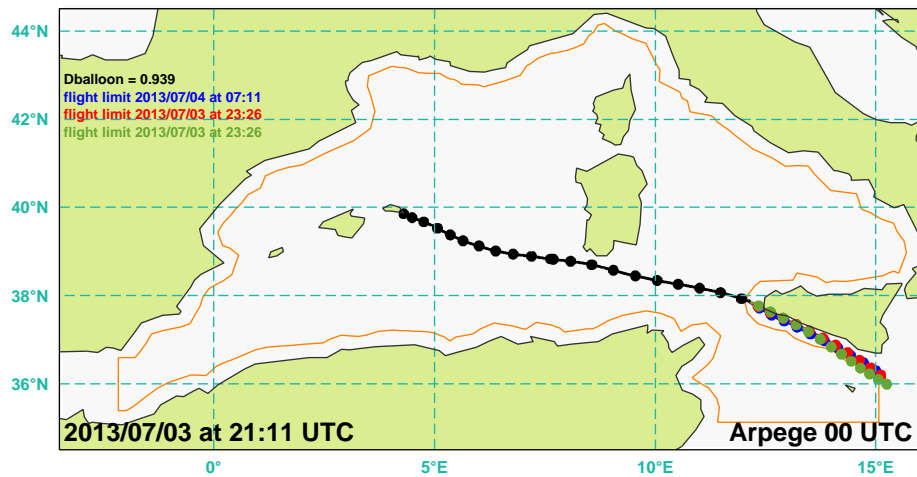 44°N
Dballoon = 0.939
flight limit 2013/07/04 at 07:11
flight limit 2013/07/03 at 23:26
flight limit 2013/07/03 at 23:26
42°N
40°N
38°N
36°N
2013/07/03 at 21:11 UTC
Arpege 00 UTC
0°
5°E
10°E
15°E